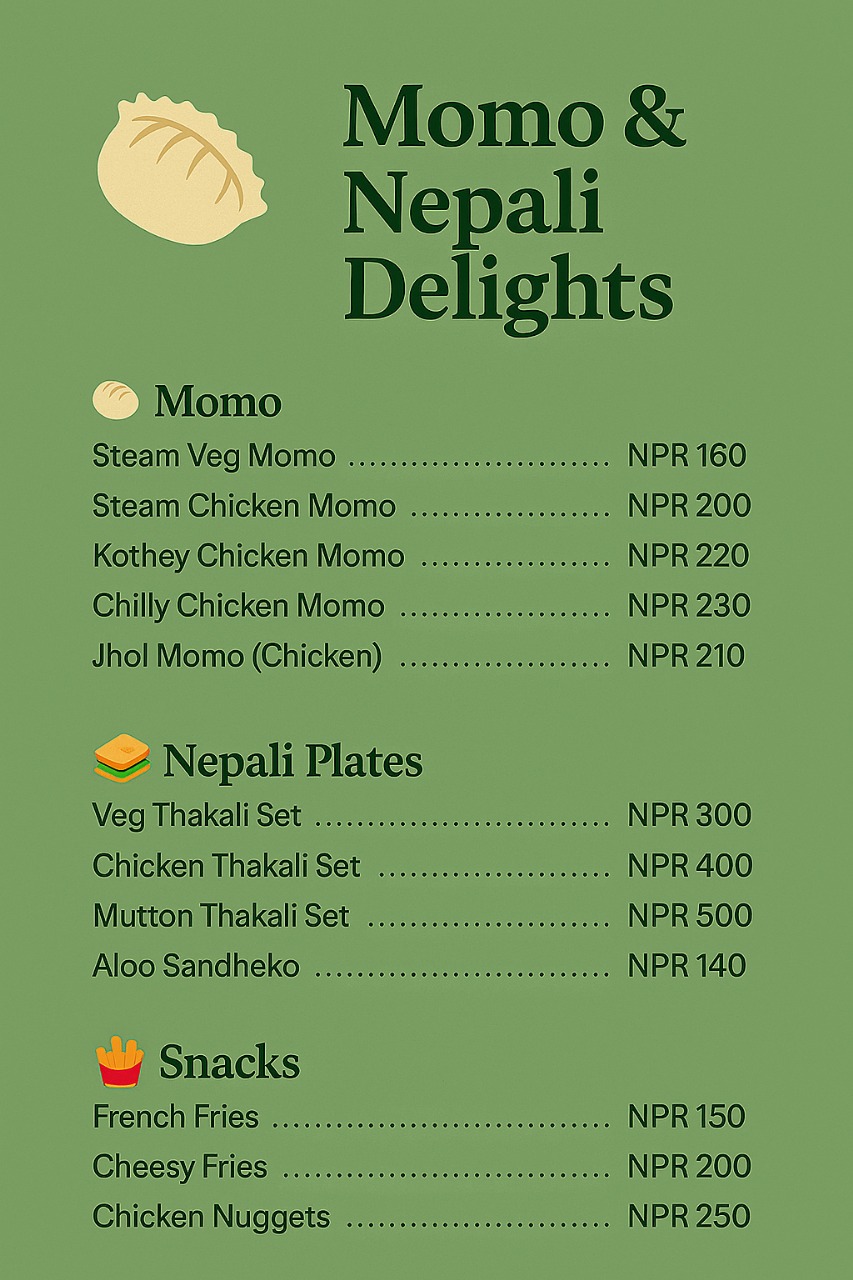 Momo &
Nepali
Delights
Momo
Steam Veg Momo ........................ NPR 160
Steam Chicken Momo ................... NPR 200
Kothey Chicken Momo .................. NPR 220
Chilly Chicken Momo .................... NPR 230
Jhol Momo (Chicken) .................... NPR 210
Nepali Plates
Veg Thakali Set ............................ NPR 300
Chicken Thakali Set ...................... NPR 400
Mutton Thakali Set ....................... NPR 500
Aloo Sandheko ............................ NPR 140
Snacks
French Fries ................................ NPR 150
Cheesy Fries ............................... NPR 200
Chicken Nuggets ......................... NPR 250